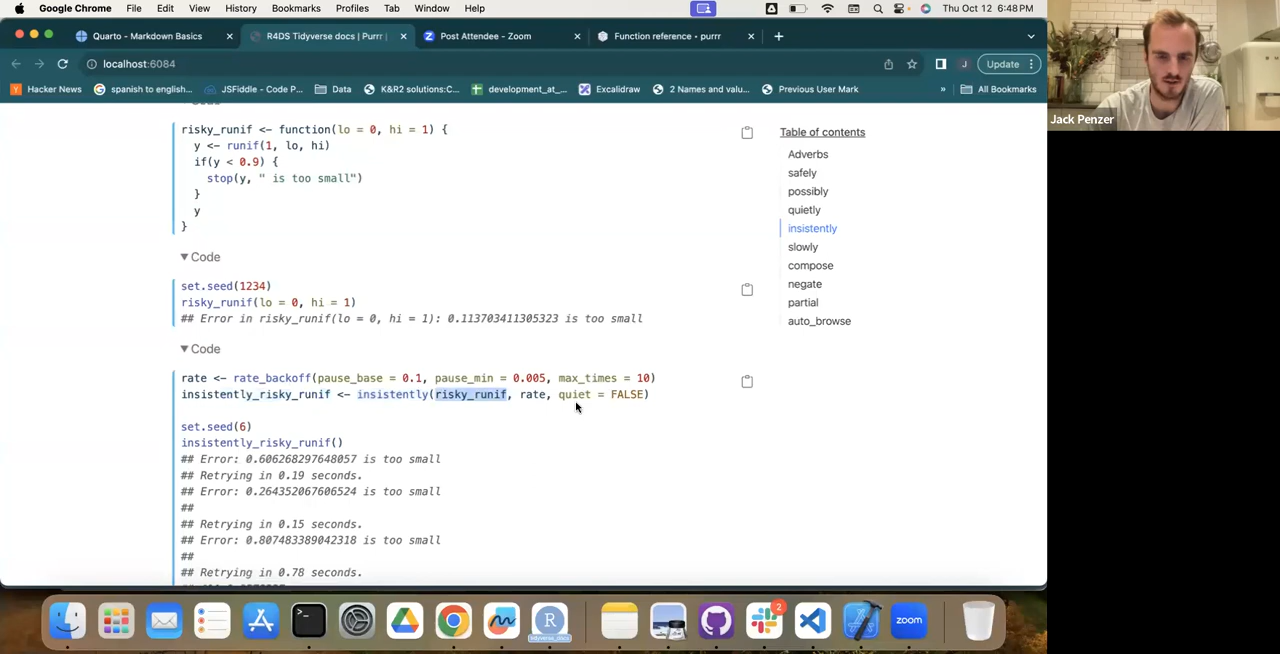 Google Chrome File Edit View History Bookmarks Profiles Tab Window Help Thu Oct 12 6:48 PM
Quarto - Markdown Basics
R4DS Tidyverse docs | Purrr |
Post Attendee - Zoom
Function reference • purrr
localhost:6084
J
Update
Hacker News
spanish to english...
JSFiddle - Code P...
Data
K&R2 solutions:C...
development_at_...
Excalidraw
2 Names and valu...
Previous User Mark
»
All Bookmarks
Jack Penzer
risky_runif <- function(lo = 0, hi = 1) {
y <- runif(1, lo, hi)
if(y < 0.9) {
stop(y, " is too small")
}
y
}
Code
set.seed(1234)
risky_runif(lo = 0, hi = 1)
## Error in risky_runif(lo = 0, hi = 1): 0.113703411305323 is too small
Code
rate <- rate_backoff(pause_base = 0.1, pause_min = 0.005, max_times = 10)
insistently_risky_runif <- insistently(risky_runif, rate, quiet = FALSE)
set.seed(6)
insistently_risky_runif()
## Error: 0.606268297648057 is too small
## Retrying in 0.19 seconds.
## Error: 0.264352067606524 is too small
##
## Retrying in 0.15 seconds.
## Error: 0.807483389042318 is too small
##
## Retrying in 0.78 seconds.
Table of contents
Adverbs
safely
possibly
quietly
insistently
slowly
compose
negate
partial
auto_browse
R
tidyverse_docs
2
zoom